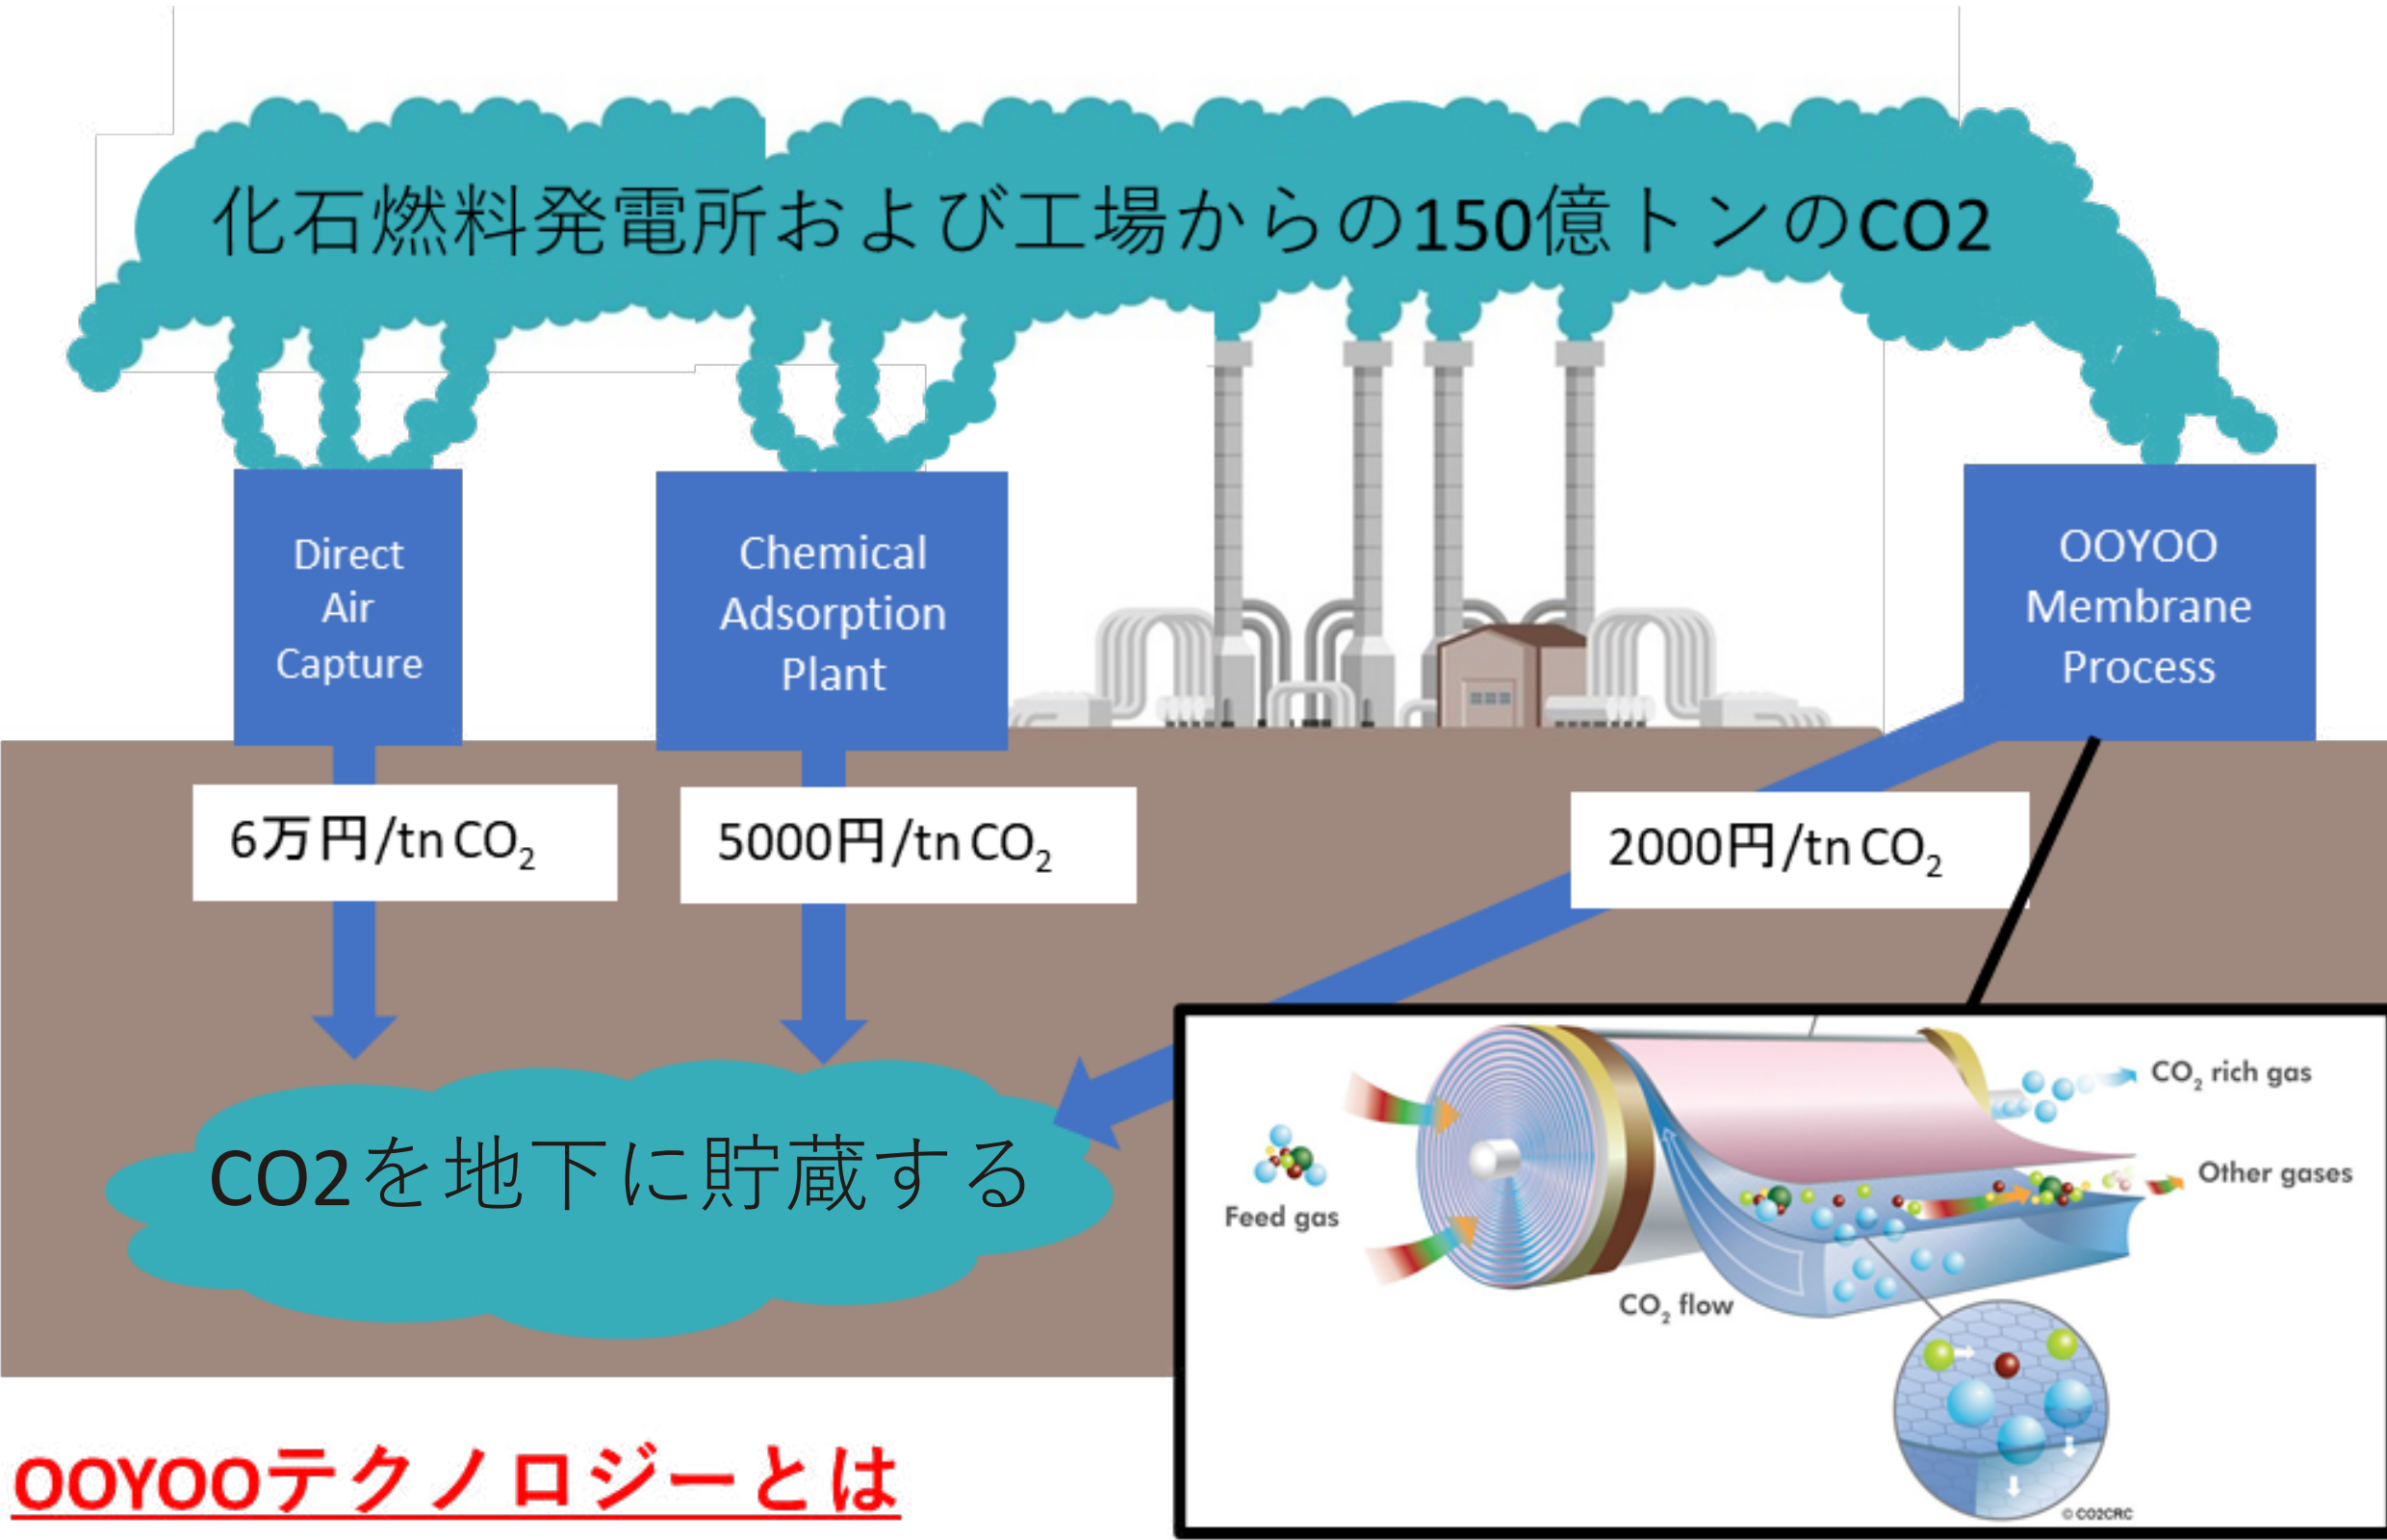 化石燃料発電所および工場からの150億トンのCO2
Direct
Air
Capture
Chemical
Adsorption
Plant
OOYOO
Membrane
Process
6万円/tn CO₂
5000円/tn CO₂
2000円/tn CO₂
CO2を地下に貯蔵する
CO₂ rich gas
Other gases
Feed gas
CO₂ flow
© CO2CRC
OOYOOテクノロジーとは